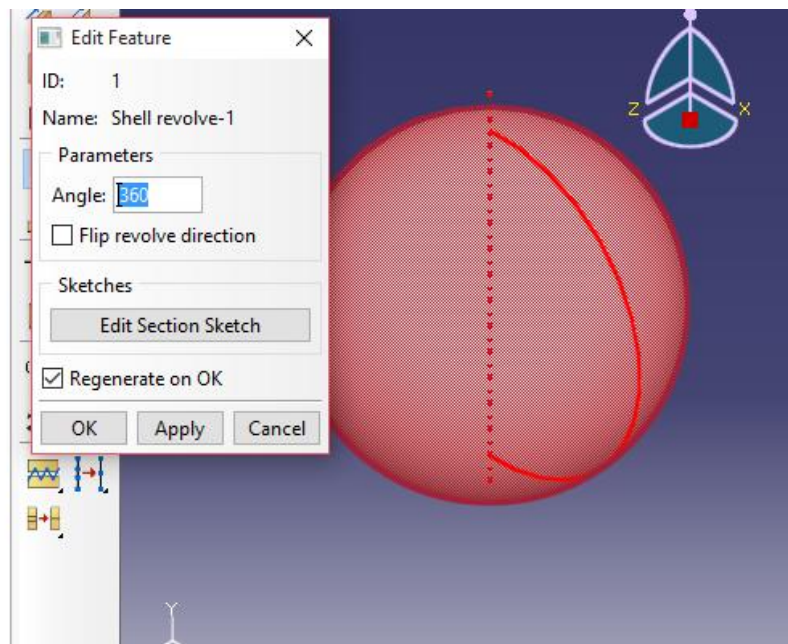 Edit Feature
ID: 1
Name: Shell revolve-1
Parameters
Angle: 360
Flip revolve direction
Sketches
Edit Section Sketch
Regenerate on OK
OK Apply Cancel
Z X
Y